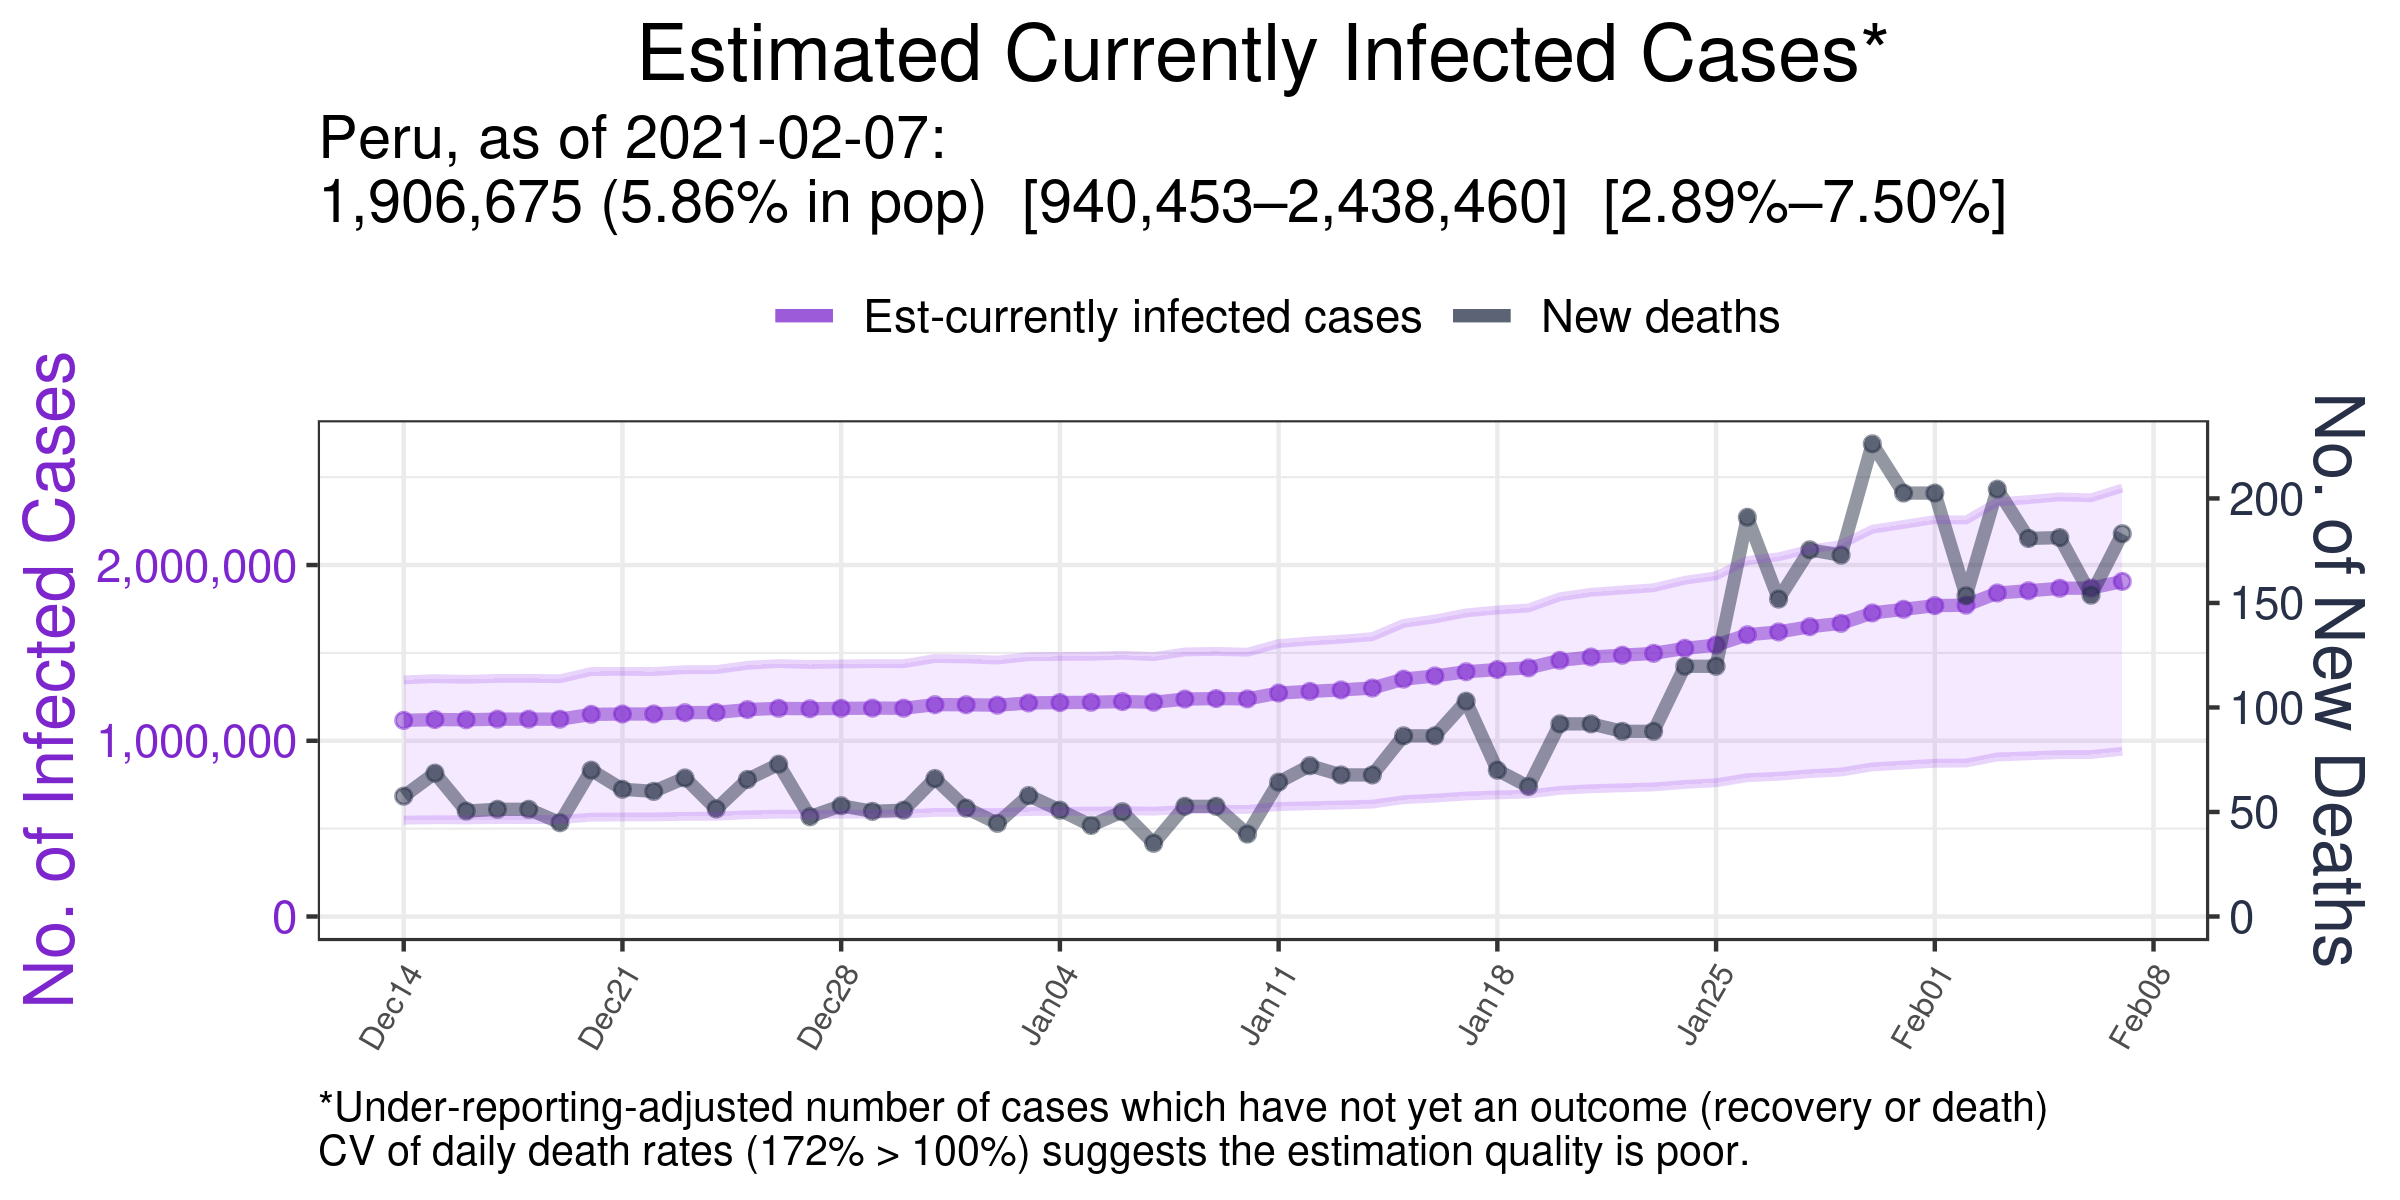 Estimated Currently Infected Cases*
Peru, as of 2021-02-07:
1,906,675 (5.86% in pop)  [940,453–2,438,460]  [2.89%–7.50%]
Est-currently infected cases
New deaths
No. of Infected Cases
2,000,000
1,000,000
0
No. of New Deaths
200
150
100
50
0
Dec14
Dec21
Dec28
Jan04
Jan11
Jan18
Jan25
Feb01
Feb08
*Under-reporting-adjusted number of cases which have not yet an outcome (recovery or death)
CV of daily death rates (172% > 100%) suggests the estimation quality is poor.